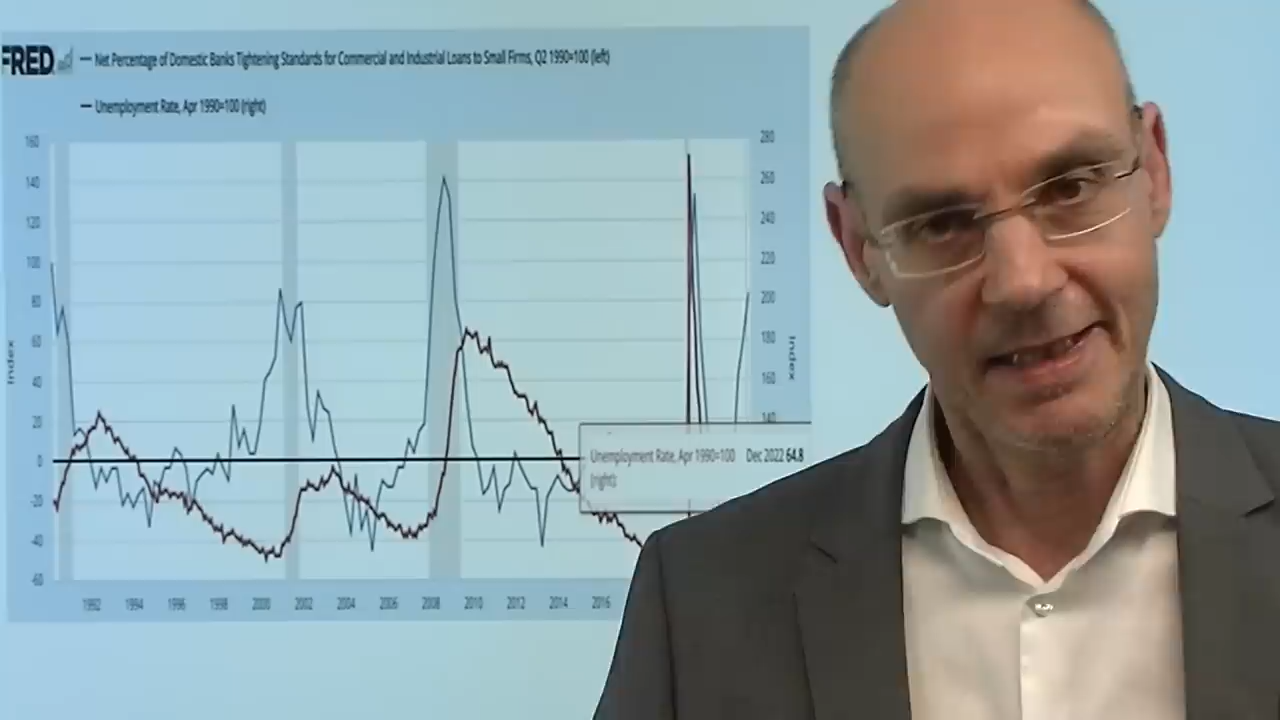 FRED
— Net Percentage of Domestic Banks Tightening Standards for Commercial and Industrial Loans to Small Firms, Q2 1990=100 (left)
— Unemployment Rate, Apr 1990=100 (right)
160
140
120
100
80
60
40
20
0
-20
-40
-60
Index
280
260
240
220
200
180
160
140
Index
Unemployment Rate, Apr 1990=100 Dec 2022 64.8
(right):
1992 1994 1996 1998 2000 2002 2004 2006 2008 2010 2012 2014 2016